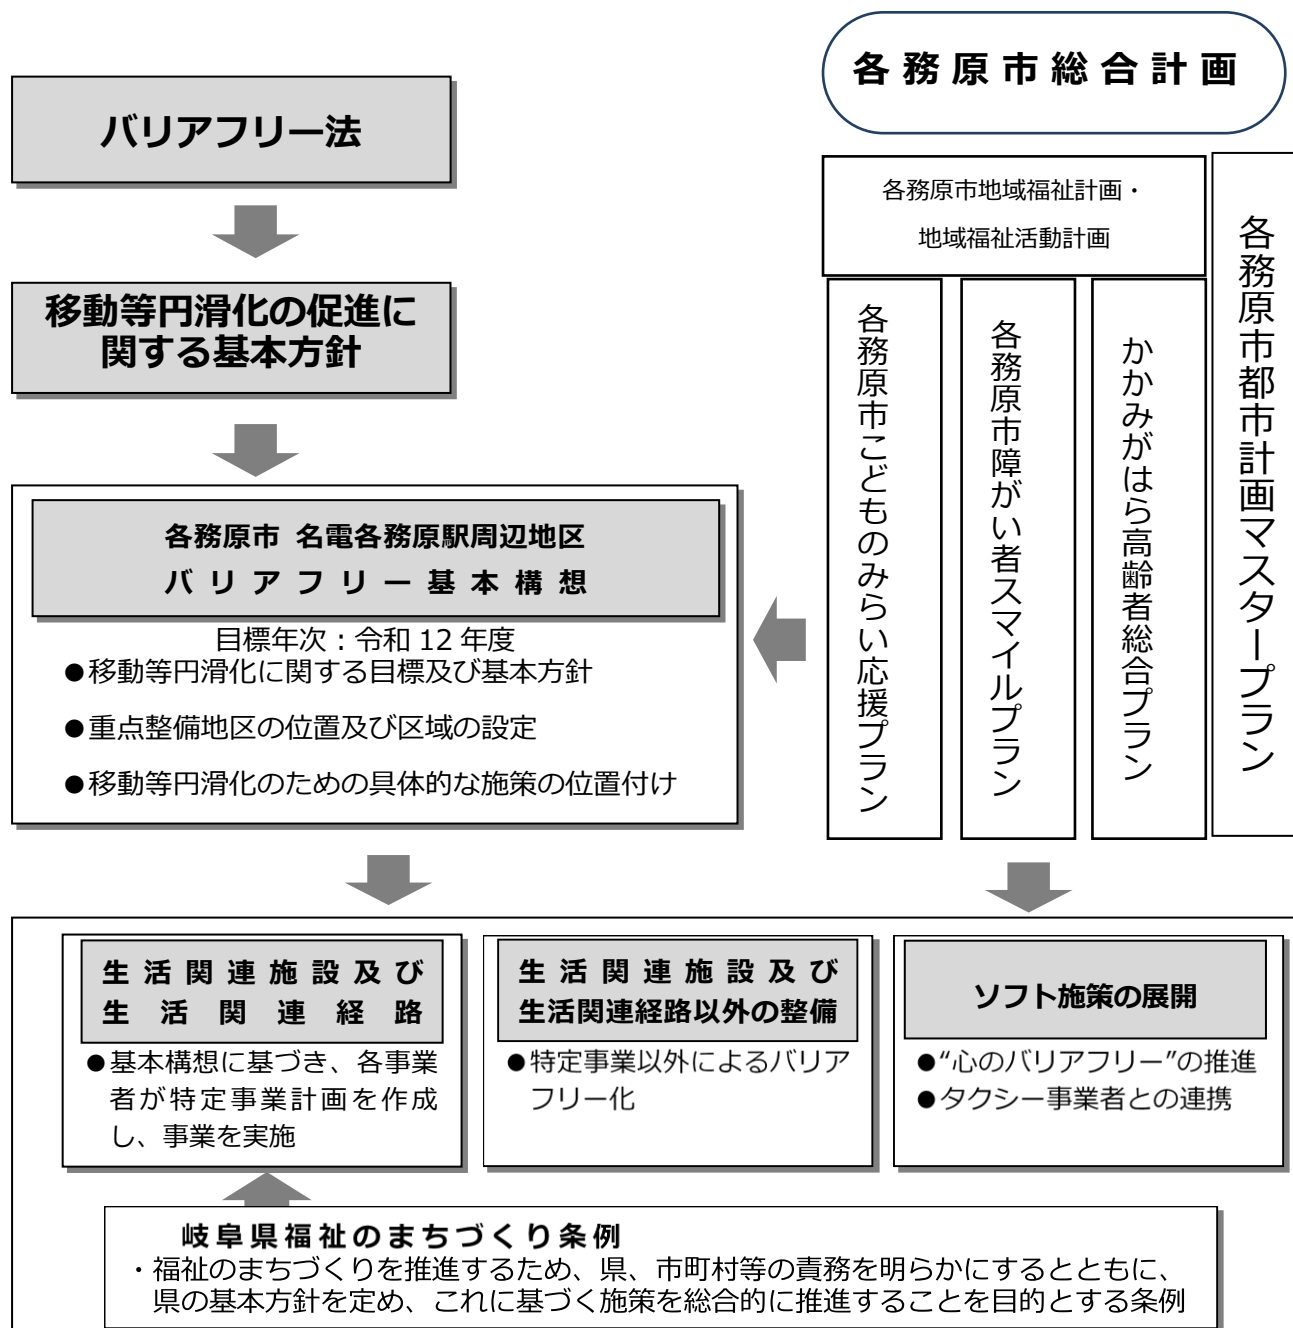 各務原市総合計画
バリアフリー法
移動等円滑化の促進に
関する基本方針
各務原市地域福祉計画・
地域福祉活動計画
各務原市こどものみらい応援プラン
各務原市障がい者スマイルプラン
かかみがはら高齢者総合プラン
各務原市都市計画マスタープラン
各務原市 名電各務原駅周辺地区
バリアフリー基本構想
目標年次：令和 12 年度
●移動等円滑化に関する目標及び基本方針
●重点整備地区の位置及び区域の設定
●移動等円滑化のための具体的な施策の位置付け
生活関連施設及び
生活関連経路
●基本構想に基づき、各事業
者が特定事業計画を作成
し、事業を実施
生活関連施設及び
生活関連経路以外の整備
●特定事業以外によるバリア
フリー化
ソフト施策の展開
●“心のバリアフリー”の推進
●タクシー事業者との連携
岐阜県福祉のまちづくり条例
・福祉のまちづくりを推進するため、県、市町村等の責務を明らかにするとともに、
県の基本方針を定め、これに基づく施策を総合的に推進することを目的とする条例